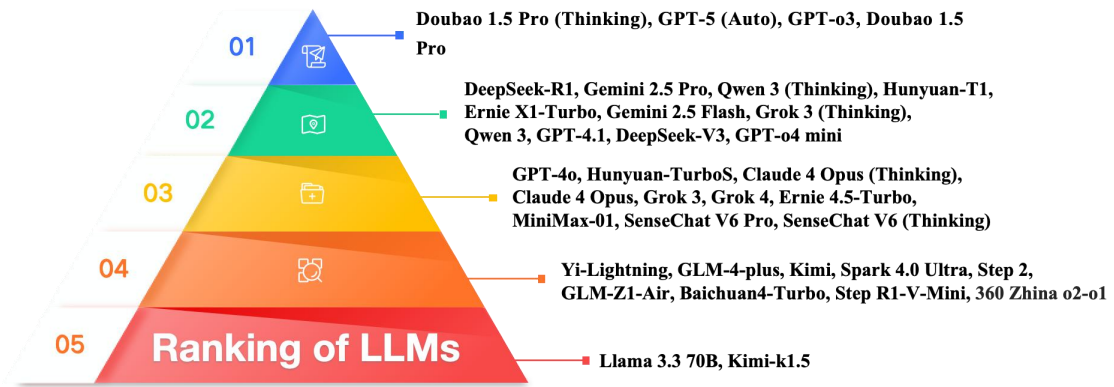 01
Doubao 1.5 Pro (Thinking), GPT-5 (Auto), GPT-o3, Doubao 1.5
Pro
02
DeepSeek-R1, Gemini 2.5 Pro, Qwen 3 (Thinking), Hunyuan-T1,
Ernie X1-Turbo, Gemini 2.5 Flash, Grok 3 (Thinking),
Qwen 3, GPT-4.1, DeepSeek-V3, GPT-o4 mini
03
GPT-4o, Hunyuan-TurboS, Claude 4 Opus (Thinking),
Claude 4 Opus, Grok 3, Grok 4, Ernie 4.5-Turbo,
MiniMax-01, SenseChat V6 Pro, SenseChat V6 (Thinking)
04
Yi-Lightning, GLM-4-plus, Kimi, Spark 4.0 Ultra, Step 2,
GLM-Z1-Air, Baichuan4-Turbo, Step R1-V-Mini, 360 Zhina o2-o1
05
Ranking of LLMs
Llama 3.3 70B, Kimi-k1.5